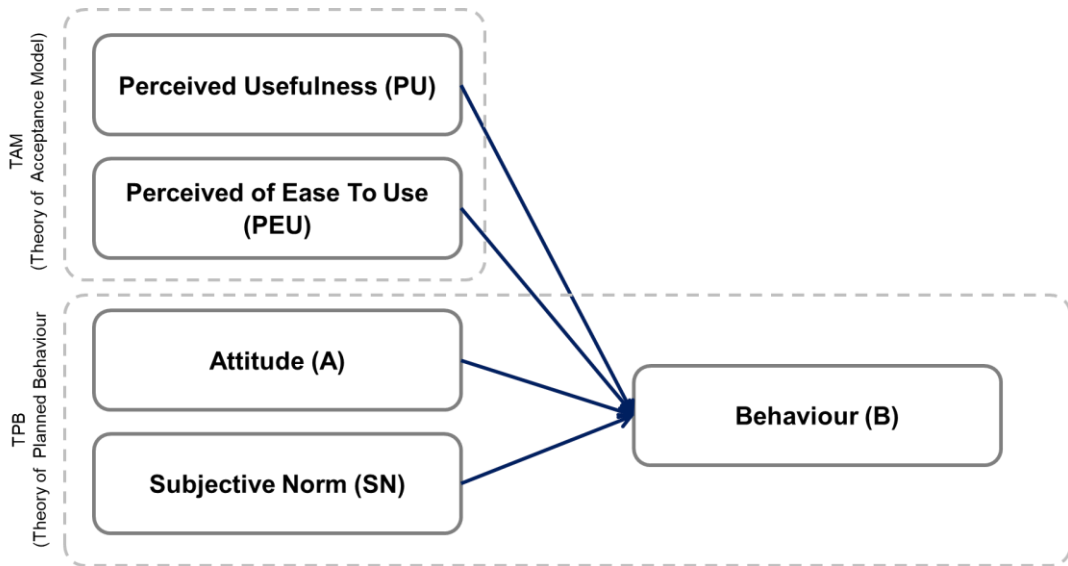 TAM
(Theory of Acceptance Model)
Perceived Usefulness (PU)
Perceived of Ease To Use
(PEU)
TPB
(Theory of Planned Behaviour
Attitude (A)
Subjective Norm (SN)
Behaviour (B)